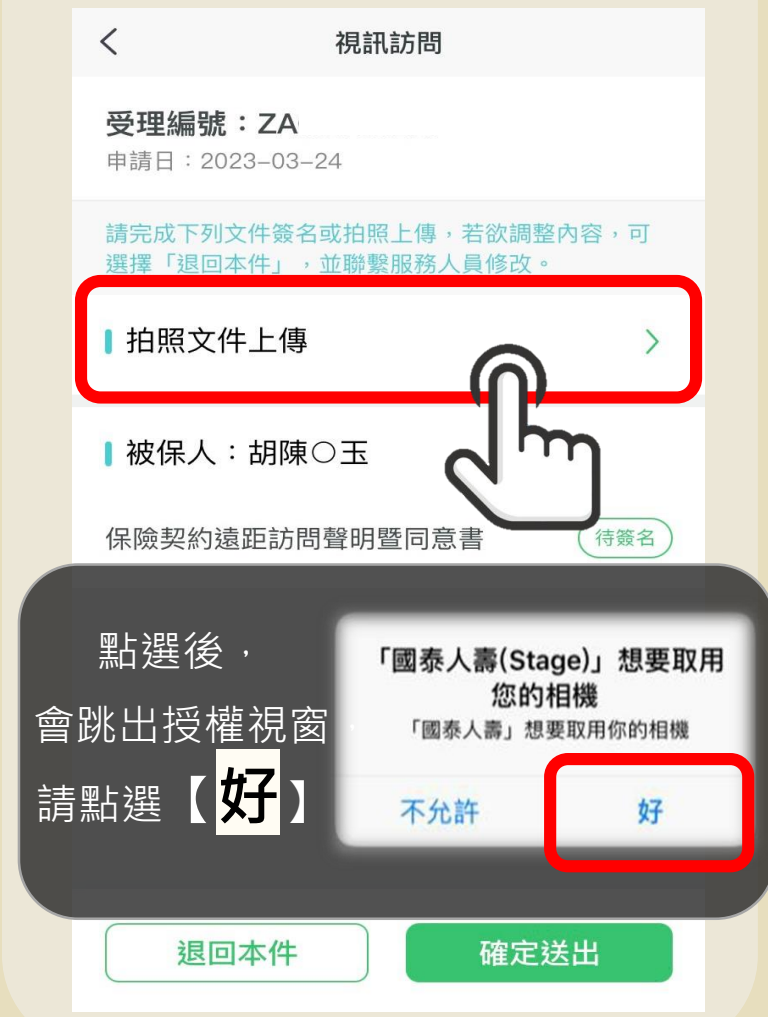 視訊訪問
受理編號：ZA
申請日：2023-03-24
請完成下列文件簽名或拍照上傳，若欲調整內容，可
選擇「退回本件」，並聯繫服務人員修改。
拍照文件上傳
被保人：胡陳○玉
保險契約遠距訪問聲明暨同意書
待簽名
點選後，
會跳出授權視窗，
請點選【好】
「國泰人壽(Stage)」想要取用
您的相機
「國泰人壽」想要取用你的相機
不允許
好
退回本件
確定送出